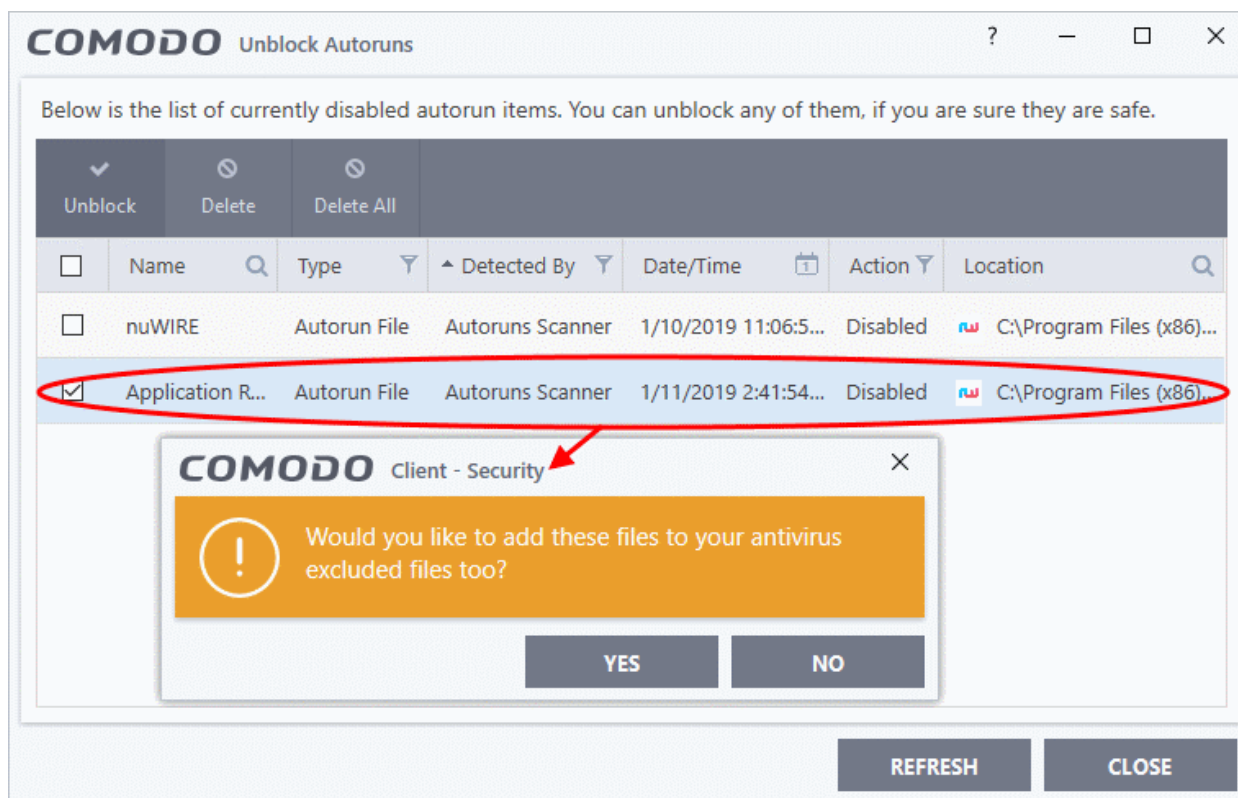 COMODO Unblock Autoruns ?
Below is the list of currently disabled autorun items. You can unblock any of them, if you are sure they are safe.
Unblock Delete Delete All
Name Type Detected By Date/Time 1 Action Location
nuWIRE Autorun File Autoruns Scanner 1/10/2019 11:06:5... Disabled C:\Program Files (x86)...
Application R... Autorun File Autoruns Scanner 1/11/2019 2:41:54... Disabled C:\Program Files (x86)...
COMODO Client - Security
Would you like to add these files to your antivirus
excluded files too?
YES NO
REFRESH CLOSE